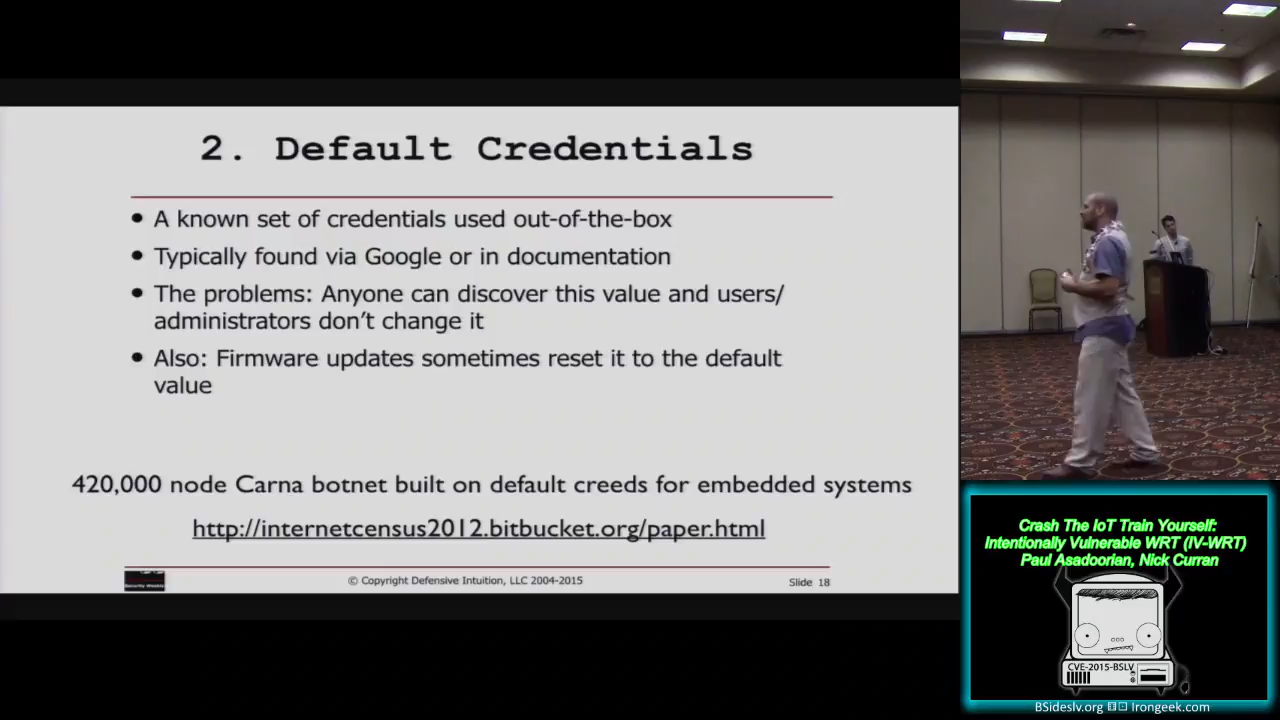 2. Default Credentials
• A known set of credentials used out-of-the-box
• Typically found via Google or in documentation
• The problems: Anyone can discover this value and users/
administrators don't change it
• Also: Firmware updates sometimes reset it to the default
value
420,000 node Carna botnet built on default creeds for embedded systems
http://internetcensus2012.bitbucket.org/paper.html
Security Weekly
© Copyright Defensive Intuition, LLC 2004-2015
Slide 18
Crash The IoT Train Yourself:
Intentionally Vulnerable WRT (IV-WRT)
Paul Asadoorian, Nick Curran
CVE-2015-BSLV
BSideslv.org Irongeek.com